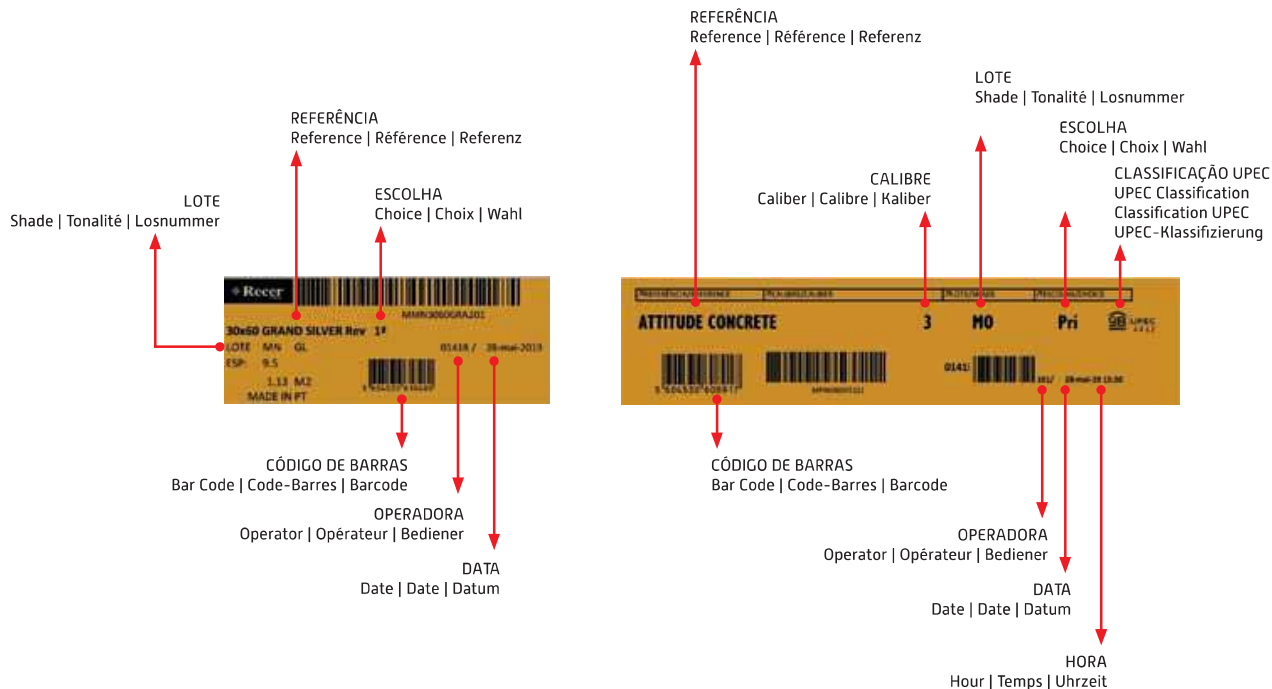 REFERÊNCIA
Reference | Référence | Referenz
LOTE
Shade | Tonalité | Losnummer
ESCOLHA
Choice | Choix | Wahl
Recer
MMN3060GRA201
30x60 GRAND SILVER Rev 1ª
LOTE MN GL
ESP: 9.5
01419 / 28-mai-2019
1.13 M2
MADE IN PT
CÓDIGO DE BARRAS
Bar Code | Code-Barres | Barcode
OPERADORA
Operator | Opérateur | Bediener
DATA
Date | Date | Datum
REFERÊNCIA
Reference | Référence | Referenz
LOTE
Shade | Tonalité | Losnummer
ESCOLHA
Choice | Choix | Wahl
CALIBRE
Caliber | Calibre | Kaliber
CLASSIFICAÇÃO UPEC
UPEC Classification
Classification UPEC
UPEC-Klassifizierung
ATTITUDE CONCRETE 3 MO Pri UPEC
CÓDIGO DE BARRAS
Bar Code | Code-Barres | Barcode
OPERADORA
Operator | Opérateur | Bediener
DATA
Date | Date | Datum
HORA
Hour | Temps | Uhrzeit